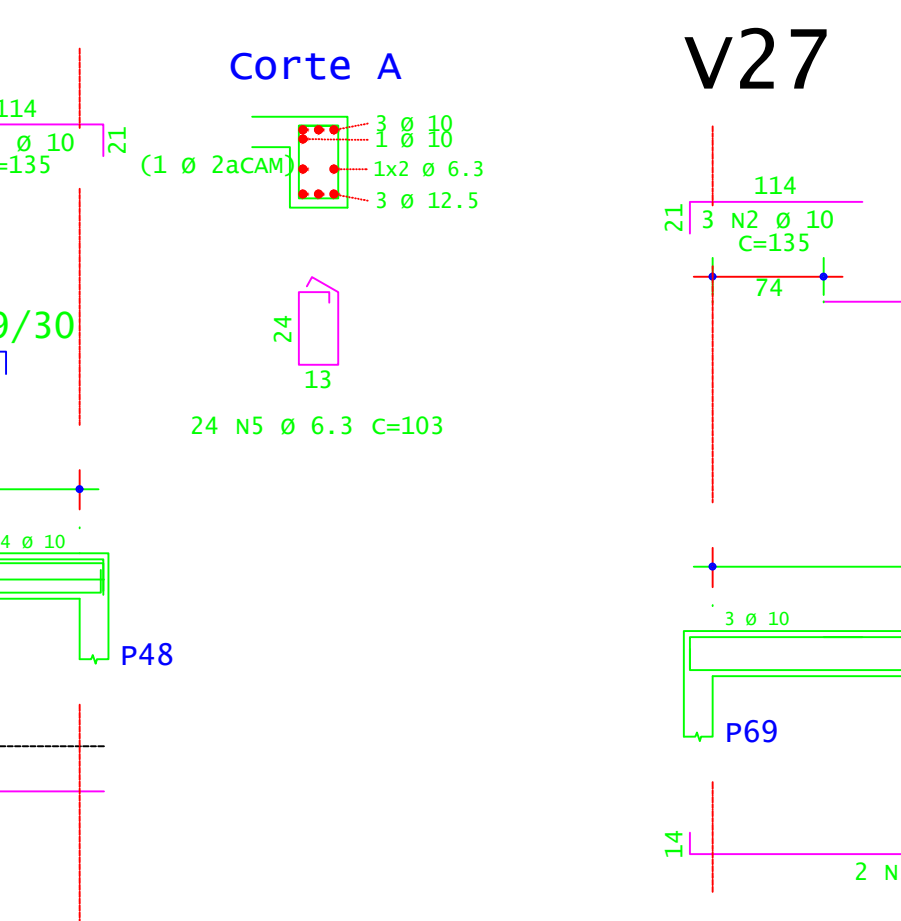 Corte A
V27
114
21
Ø 10
=135
3 Ø 10
1 Ø 10
(1 Ø 2aCAM)
1x2 Ø 6.3
3 Ø 12.5
114
21
3 N2 Ø 10
C=135
74
9/30
24
13
24 N5 Ø 6.3 C=103
4 Ø 10
P48
3 Ø 10
P69
14
2 N